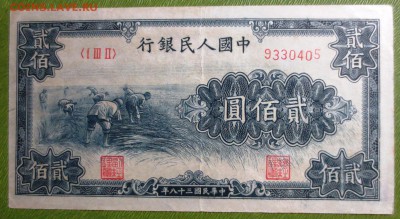 COINS.LAVE.RU
貳佰
中國人民銀行
貳佰
〈I III II〉
9330405
貳佰圓
貳佰
貳佰
中華民國三十八年